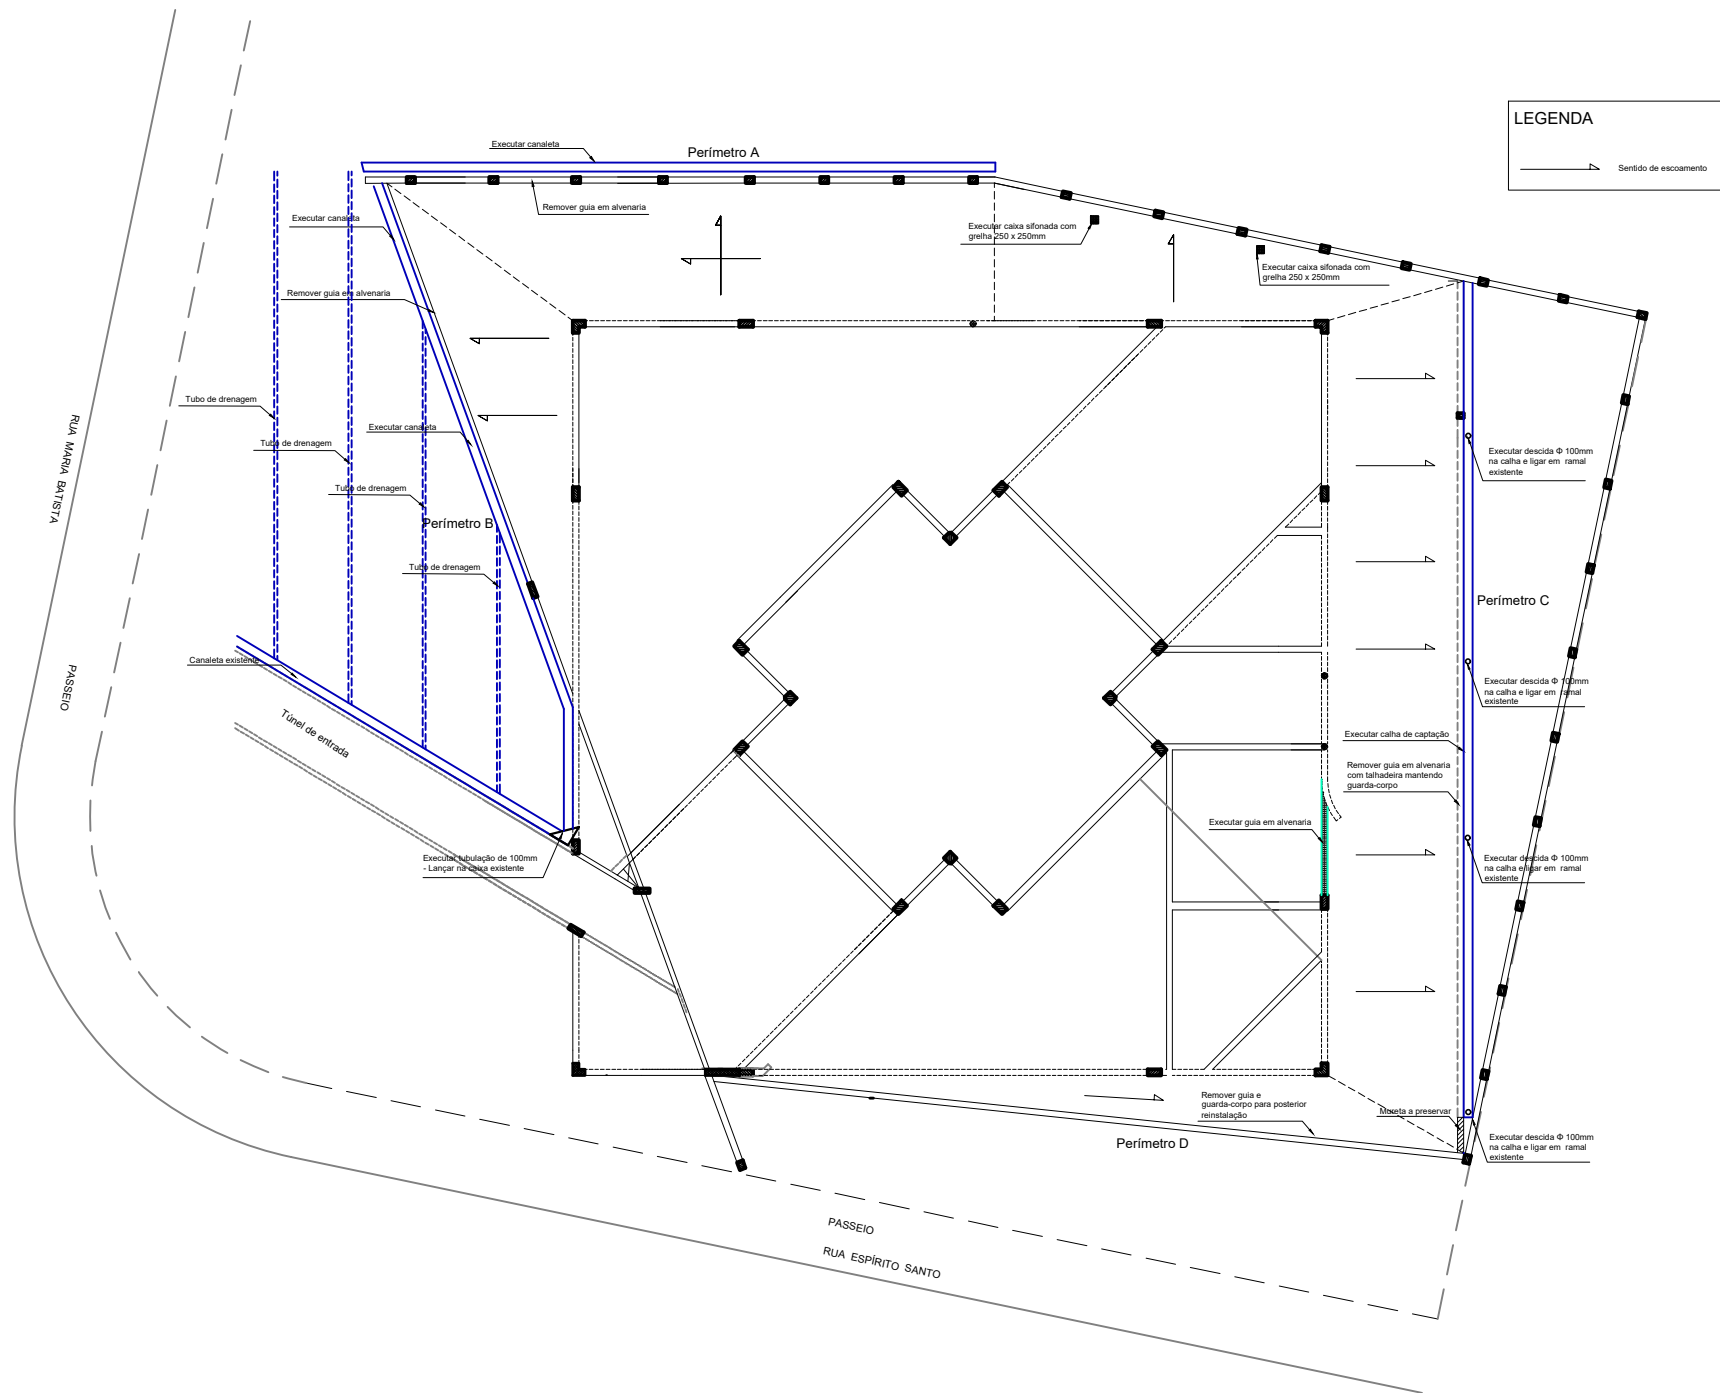 LEGENDA
Sentido de escoamento
Executar canaleta
Perímetro A
Remover guia em alvenaria
Executar canaleta
Executar caixa sifonada com
grelha 250 x 250mm
Executar caixa sifonada com
grelha 250 x 250mm
Remover guia em alvenaria
Tubo de drenagem
Executar canaleta
Tubo de drenagem
Tubo de drenagem
Perímetro B
Tubo de drenagem
RUA MARIA BATISTA
PASSEIO
Canaleta existente
Túnel de entrada
Executar tubulação de 100mm
- Lançar na caixa existente
Executar descida Φ 100mm
na calha e ligar em ramal
existente
Perímetro C
Executar descida Φ 100mm
na calha e ligar em ramal
existente
Executar calha de captação
Remover guia em alvenaria
com talhadeira mantendo
guarda-corpo
Executar guia em alvenaria
Executar descida Φ 100mm
na calha e ligar em ramal
existente
Remover guia e
guarda-corpo para posterior
reinstalação
Mureta a preservar
Perímetro D
Executar descida Φ 100mm
na calha e ligar em ramal
existente
PASSEIO
RUA ESPÍRITO SANTO